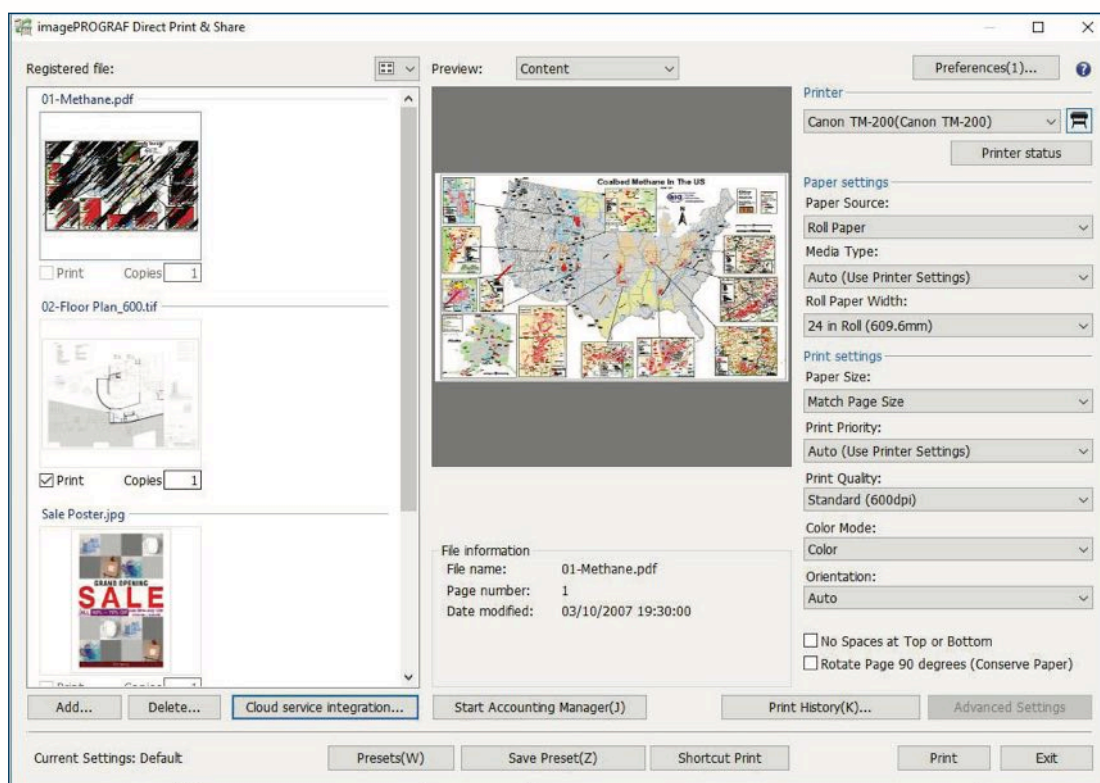 imagePROGRAF Direct Print & Share
Registered file:
Preview:
Content
Preferences(1)...
01-Methane.pdf
Print
Copies
1
02-Floor Plan_600.tif
Print
Copies
1
Sale Poster.jpg
GRAND OPENING
SALE
Print
Copies
1
Coalbed Methane In The US
N
File information
File name:
01-Methane.pdf
Page number:
1
Date modified:
03/10/2007 19:30:00
Printer
Canon TM-200(Canon TM-200)
Printer status
Paper settings
Paper Source:
Roll Paper
Media Type:
Auto (Use Printer Settings)
Roll Paper Width:
24 in Roll (609.6mm)
Print settings
Paper Size:
Match Page Size
Print Priority:
Auto (Use Printer Settings)
Print Quality:
Standard (600dpi)
Color Mode:
Color
Orientation:
Auto
No Spaces at Top or Bottom
Rotate Page 90 degrees (Conserve Paper)
Add...
Delete...
Cloud service integration...
Start Accounting Manager(J)
Print History(K)...
Advanced Settings
Current Settings: Default
Presets(W)
Save Preset(Z)
Shortcut Print
Print
Exit